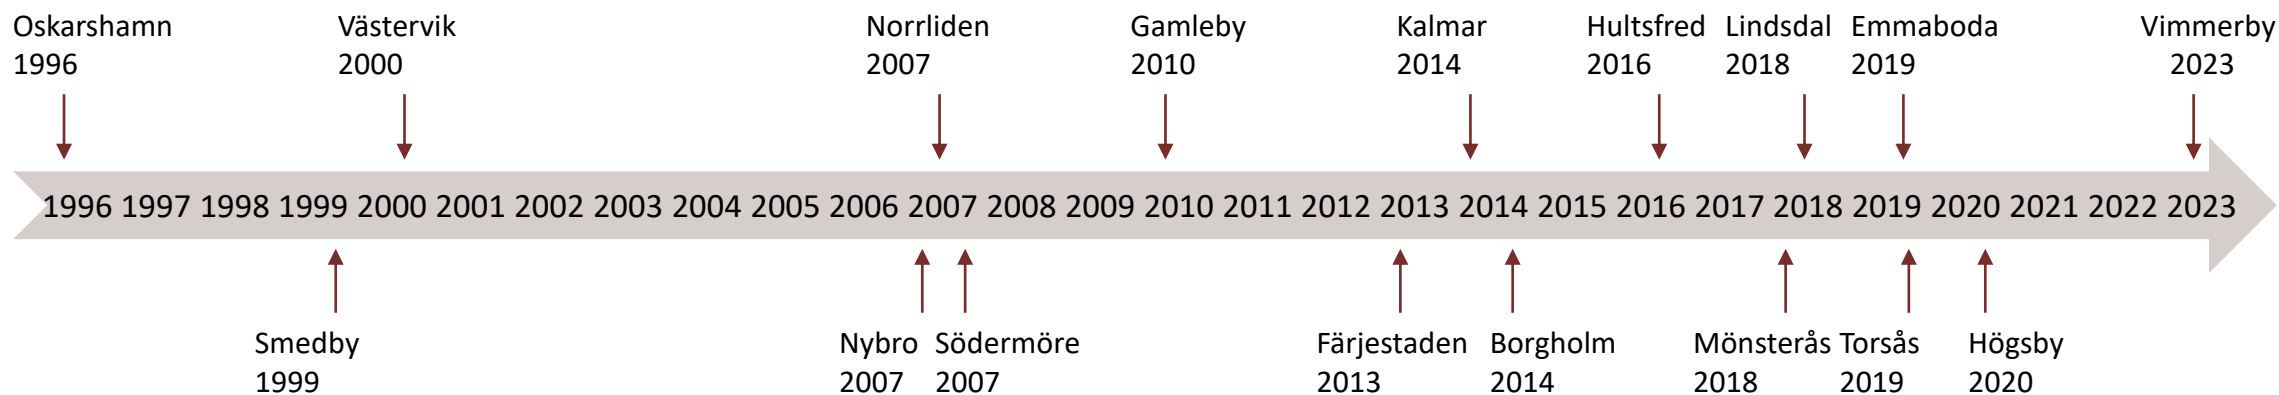 Oskarshamn
1996
Västervik
2000
Norrliden
2007
Gamleby
2010
Kalmar
2014
Hultsfred
2016
Lindsdal
2018
Emmaboda
2019
Vimmerby
2023
1996 1997 1998 1999 2000 2001 2002 2003 2004 2005 2006 2007 2008 2009 2010 2011 2012 2013 2014 2015 2016 2017 2018 2019 2020 2021 2022 2023
Smedby
1999
Nybro
2007
Södermöre
2007
Färjestaden
2013
Borgholm
2014
Mönsterås
2018
Torsås
2019
Högsby
2020